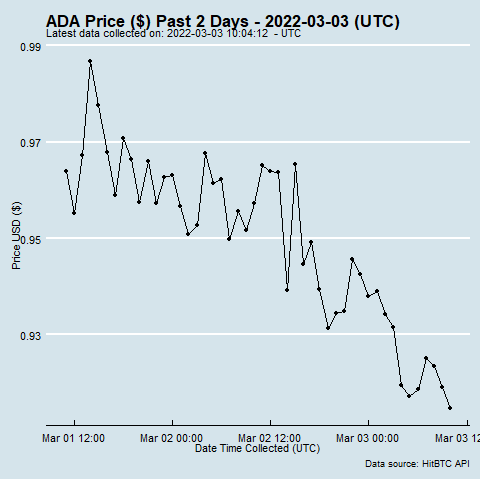 ADA Price ($) Past 2 Days - 2022-03-03 (UTC)
Latest data collected on: 2022-03-03 10:04:12  - UTC
0.99
0.97
0.95
0.93
Price USD ($)
Mar 01 12:00 Mar 02 00:00 Mar 02 12:00 Mar 03 00:00 Mar 03 12
Date Time Collected (UTC)
Data source: HitBTC API